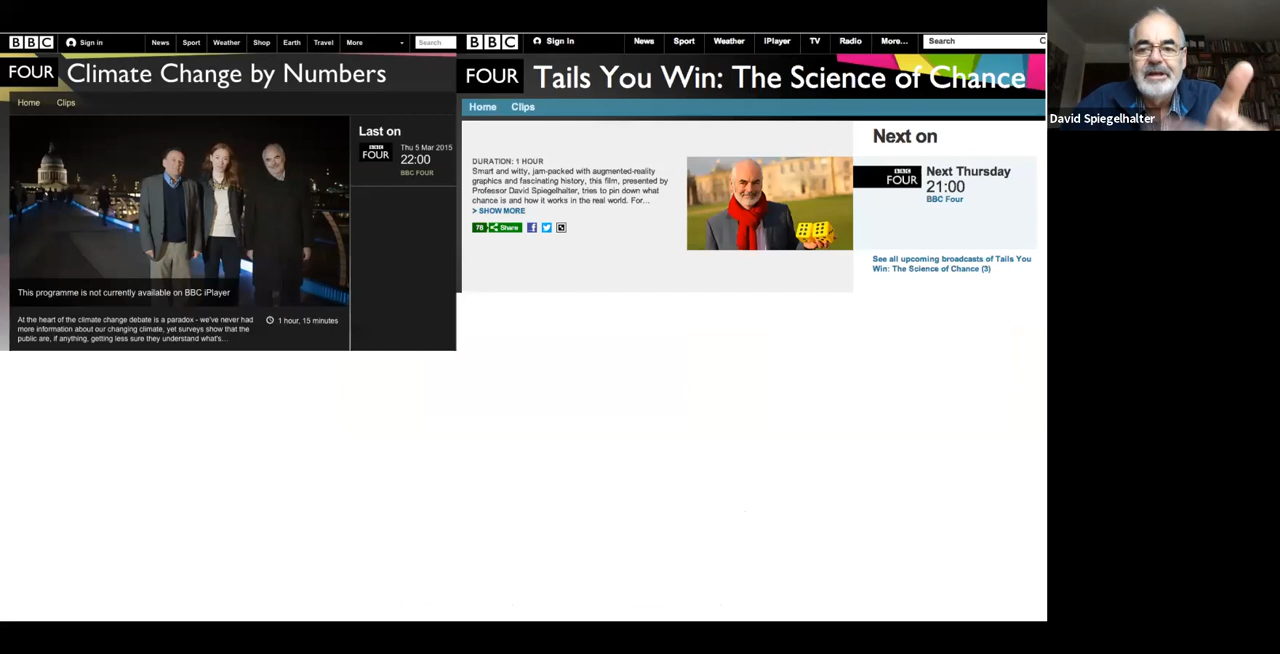 BBC
Sign in
News
Sport
Weather
Shop
Earth
Travel
More
Search
FOUR
Climate Change by Numbers
Home
Clips
Last on
BBC
FOUR
Thu 5 Mar 2015
22:00
BBC FOUR
This programme is not currently available on BBC iPlayer
At the heart of the climate change debate is a paradox - we've never had
more information about our changing climate, yet surveys show that the
public are, if anything, getting less sure they understand what's...
1 hour, 15 minutes
BBC
Sign In
News
Sport
Weather
iPlayer
TV
Radio
More...
Search
FOUR
Tails You Win: The Science of Chance
Home
Clips
DURATION: 1 HOUR
Smart and witty, jam-packed with augmented-reality
graphics and fascinating history, this film, presented by
Professor David Spiegelhalter, tries to pin down what
chance is and how it works in the real world. For...
> SHOW MORE
78
Share
Next on
BBC
FOUR
Next Thursday
21:00
BBC Four
See all upcoming broadcasts of Tails You
Win: The Science of Chance (3)
David Spiegelhalter